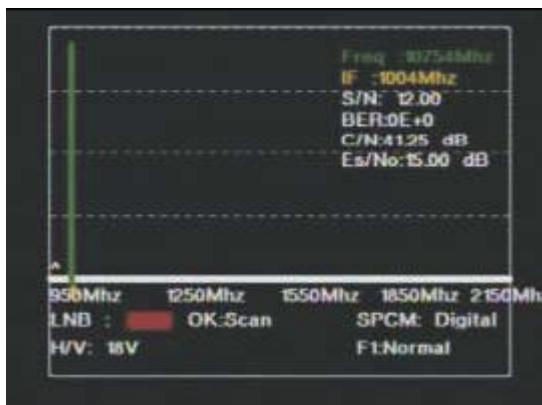 Freq :10754Mhz
IF :1004Mhz
S/N: 12.00
BER:0E+0
C/N:41.25 dB
Es/No:15.00 dB
950Mhz 1250Mhz 1550Mhz 1850Mhz 2150Mh
LNB : OK:Scan SPCM: Digital
H/V: 18V F1:Normal